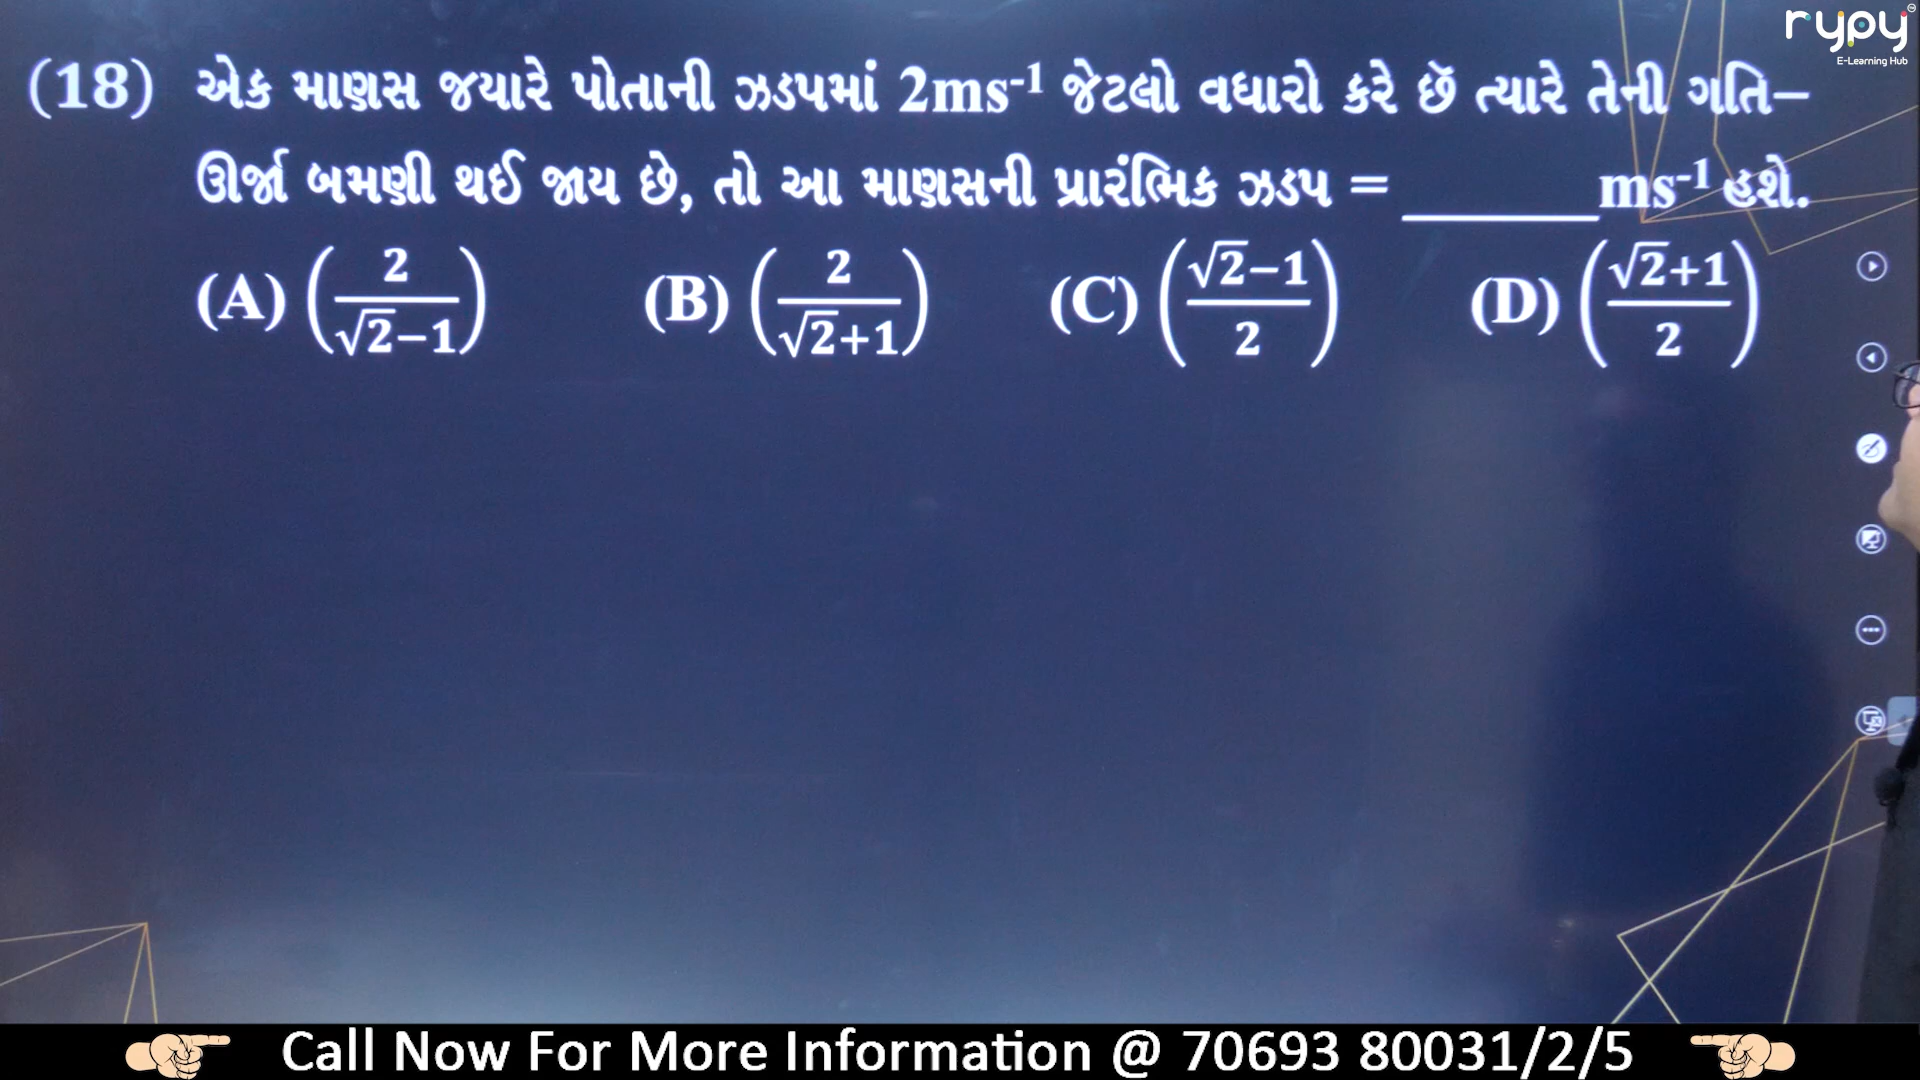 rypy
E-Learning Hub
(18) એક માણસ જયારે પોતાની ઝડપમાં 2ms⁻¹ જેટલો વધારો કરે છૅ ત્યારે તેની ગતિ–
ઊર્જા બમણી થઈ જાય છે, તો આ માણસની પ્રારંભિક ઝડપ = ________ ms⁻¹ હશે.
(A) (2/(√2−1)) (B) (2/(√2+1)) (C) ((√2−1)/2) (D) ((√2+1)/2)
Call Now For More Information @ 70693 80031/2/5